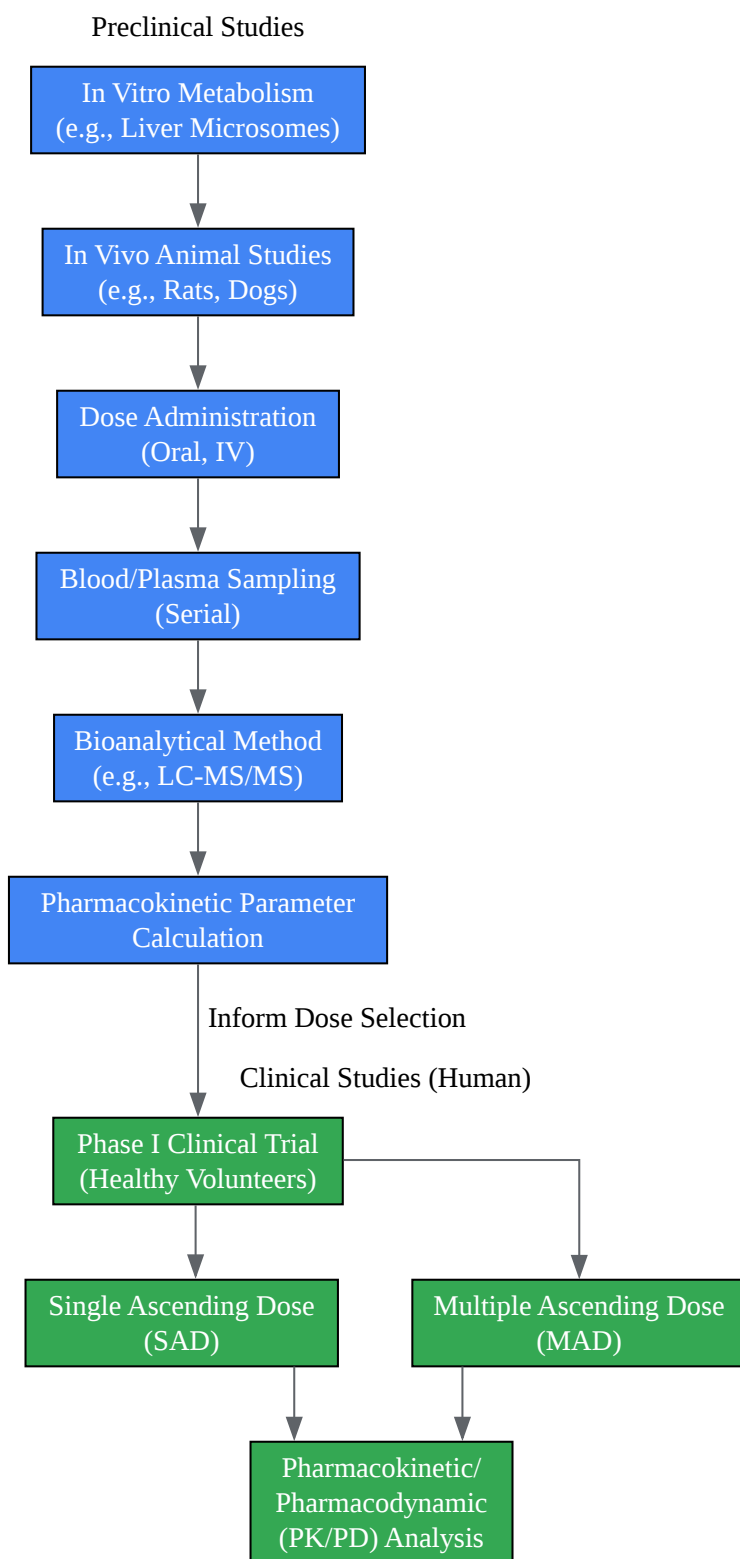 Preclinical Studies
In Vitro Metabolism
(e.g., Liver Microsomes)
In Vivo Animal Studies
(e.g., Rats, Dogs)
Dose Administration
(Oral, IV)
Blood/Plasma Sampling
(Serial)
Bioanalytical Method
(e.g., LC-MS/MS)
Pharmacokinetic Parameter
Calculation
Inform Dose Selection
Clinical Studies (Human)
Phase I Clinical Trial
(Healthy Volunteers)
Single Ascending Dose
(SAD)
Multiple Ascending Dose
(MAD)
Pharmacokinetic/
Pharmacodynamic
(PK/PD) Analysis